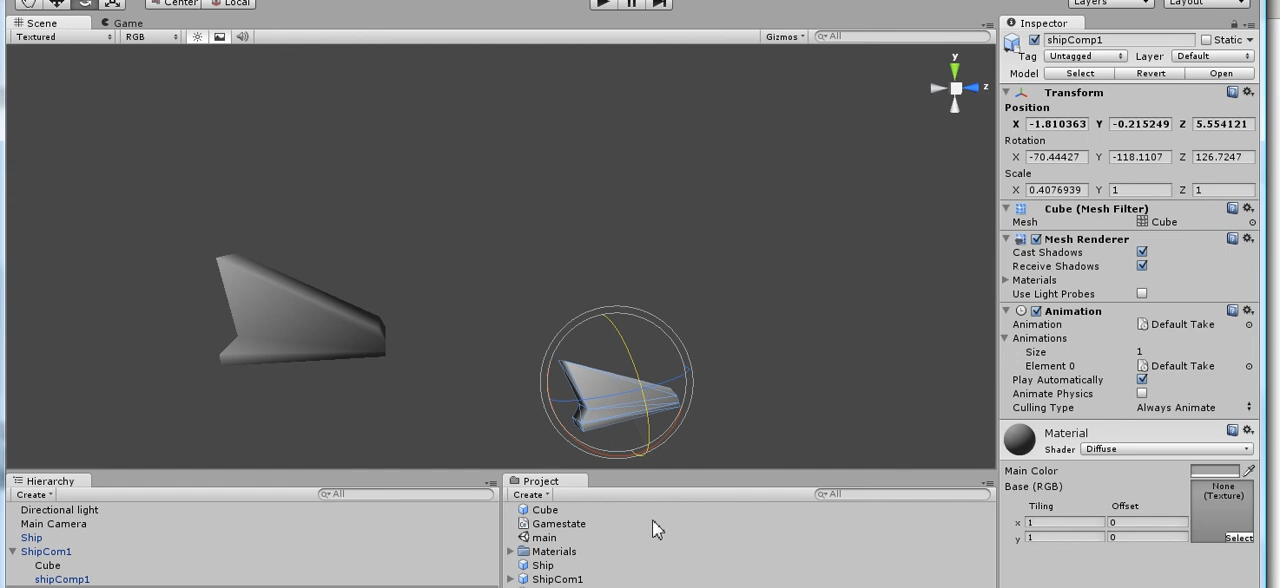 Center Local Layers Layout
Scene Game
Textured RGB Gizmos All
y
z
Inspector
shipComp1 Static
Tag Untagged Layer Default
Model Select Revert Open
Transform
Position
X -1.810363 Y -0.215249 Z 5.554121
Rotation
X -70.44427 Y -118.1107 Z 126.7247
Scale
X 0.4076939 Y 1 Z 1
Cube (Mesh Filter)
Mesh Cube
Mesh Renderer
Cast Shadows
Receive Shadows
Materials
Use Light Probes
Animation
Animation Default Take
Animations
Size 1
Element 0 Default Take
Play Automatically
Animate Physics
Culling Type Always Animate
Material
Shader Diffuse
Main Color
Base (RGB) None
(Texture)
Tiling Offset
x 1 0
y 1 0
Select
Hierarchy
Create All
Directional light
Main Camera
Ship
ShipCom1
Cube
shipComp1
Project
Create All
Cube
Gamestate
main
Materials
Ship
ShipCom1